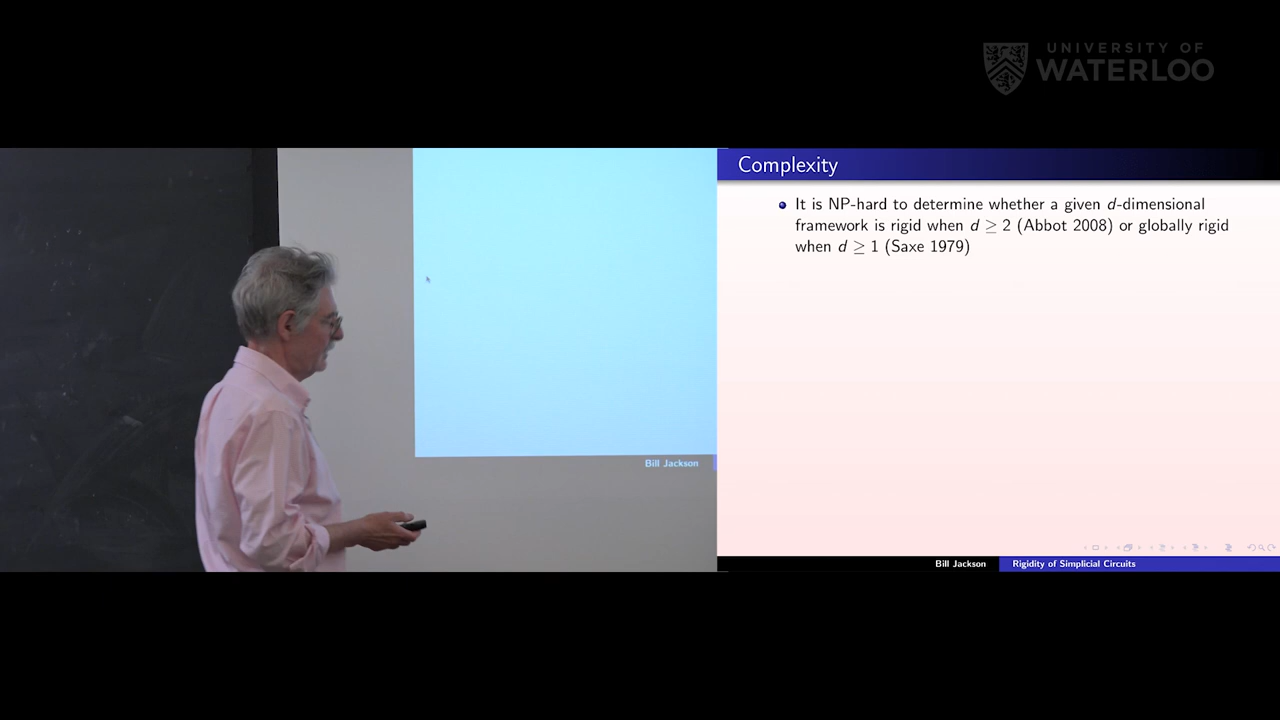 UNIVERSITY OF
WATERLOO
Complexity
It is NP-hard to determine whether a given d-dimensional
framework is rigid when d ≥ 2 (Abbot 2008) or globally rigid
when d ≥ 1 (Saxe 1979)
Bill Jackson
Bill Jackson
Rigidity of Simplicial Circuits